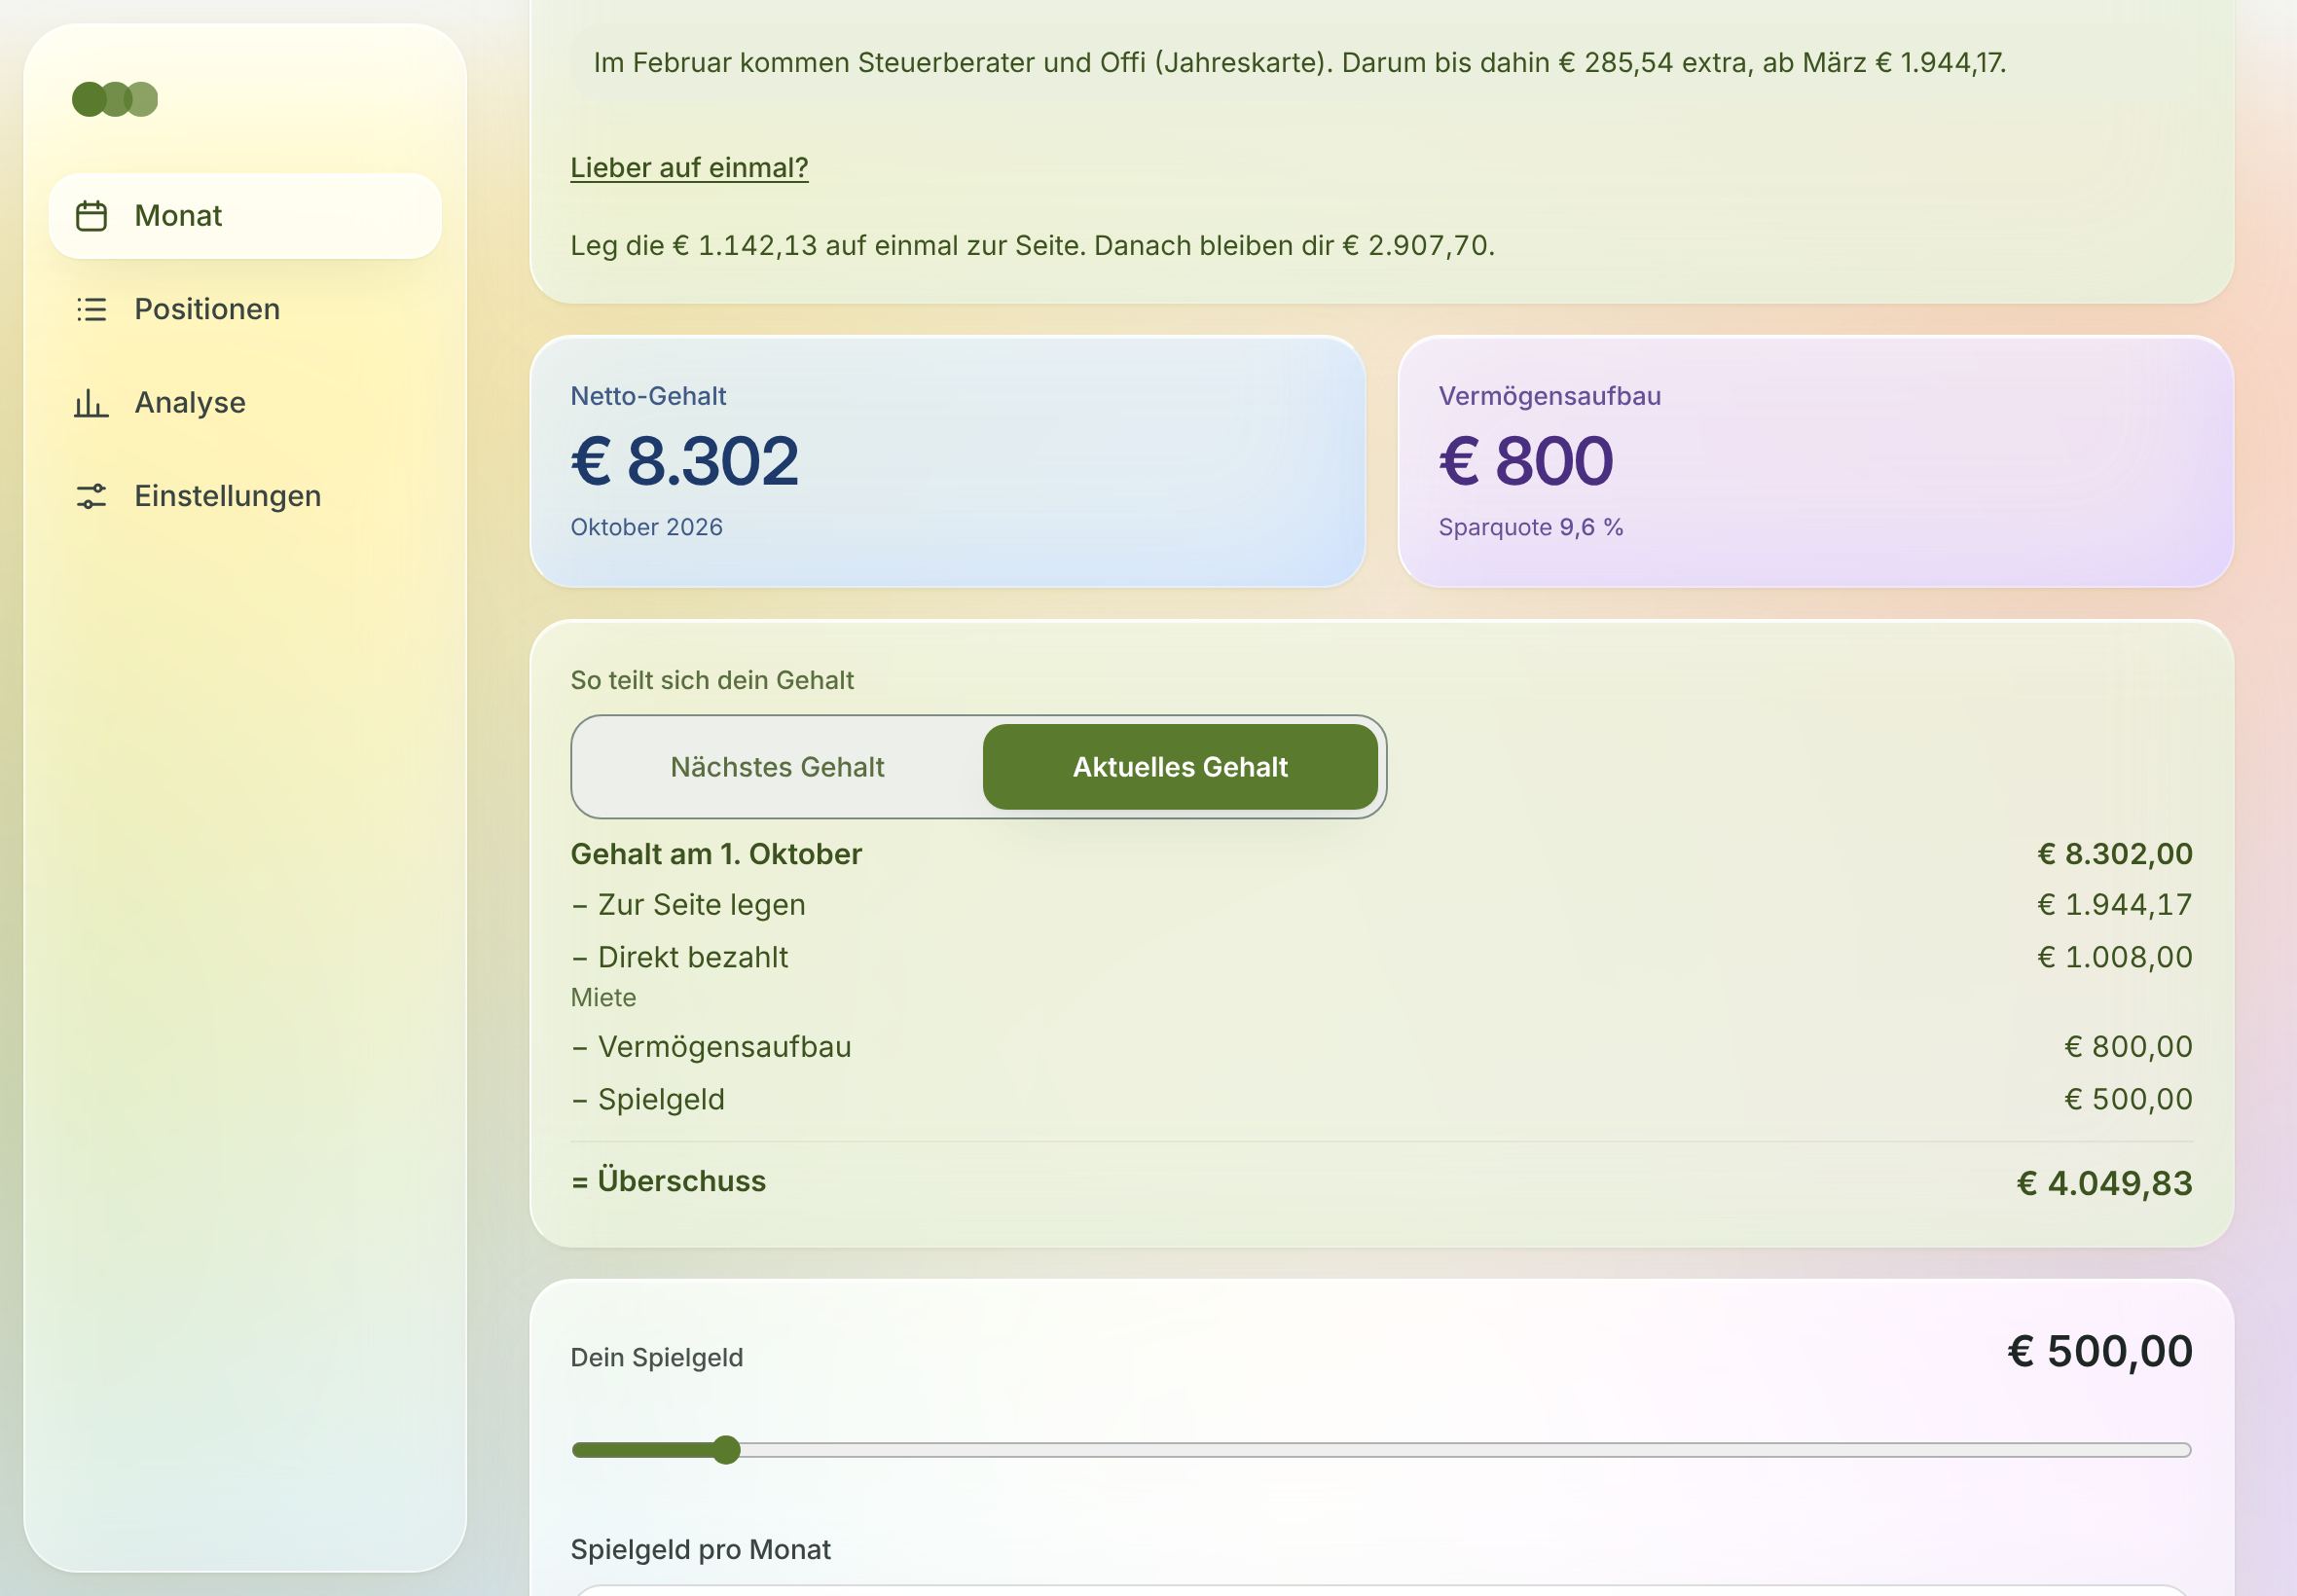 Im Februar kommen Steuerberater und Offi (Jahreskarte). Darum bis dahin € 285,54 extra, ab März € 1.944,17.
Lieber auf einmal?
Leg die € 1.142,13 auf einmal zur Seite. Danach bleiben dir € 2.907,70.
Monat
Positionen
Analyse
Einstellungen
Netto-Gehalt
€ 8.302
Oktober 2026
Vermögensaufbau
€ 800
Sparquote 9,6 %
So teilt sich dein Gehalt
Nächstes Gehalt
Aktuelles Gehalt
Gehalt am 1. Oktober € 8.302,00
− Zur Seite legen € 1.944,17
− Direkt bezahlt € 1.008,00
Miete
− Vermögensaufbau € 800,00
− Spielgeld € 500,00
= Überschuss € 4.049,83
Dein Spielgeld € 500,00
Spielgeld pro Monat